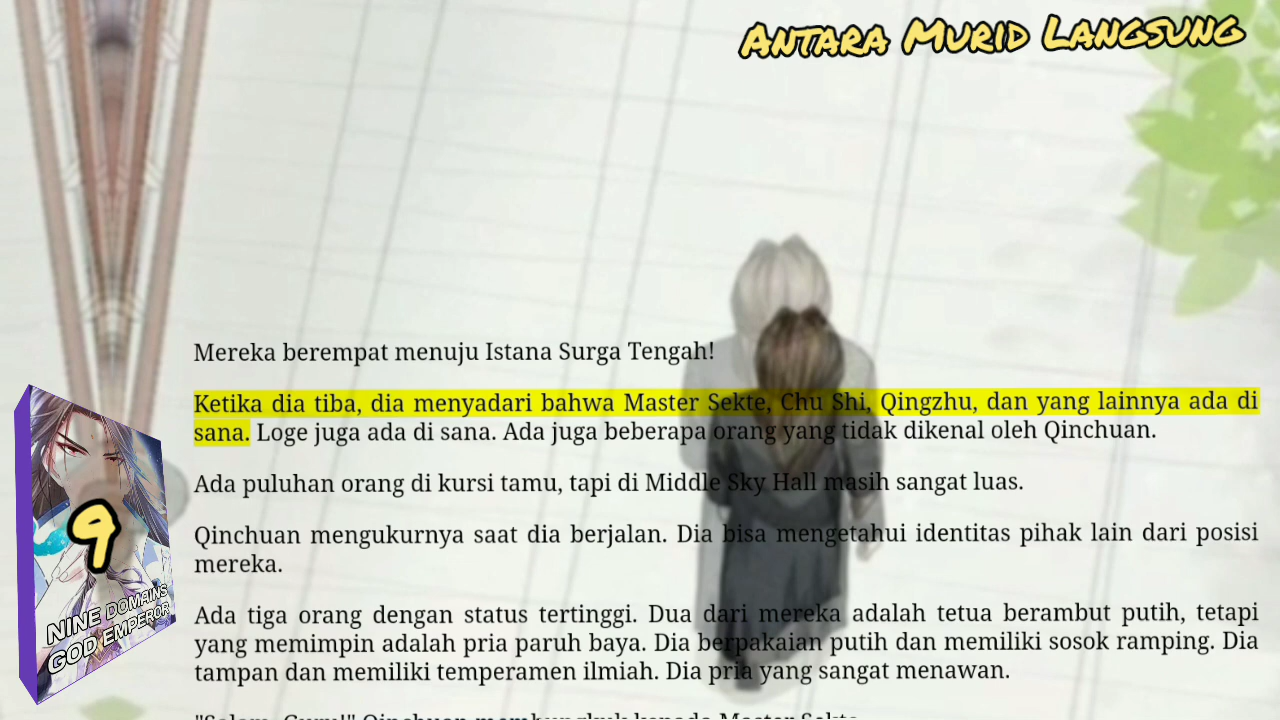 Antara Murid Langsung
Mereka berempat menuju Istana Surga Tengah!
Ketika dia tiba, dia menyadari bahwa Master Sekte, Chu Shi, Qingzhu, dan yang lainnya ada di
sana. Loge juga ada di sana. Ada juga beberapa orang yang tidak dikenal oleh Qinchuan.
Ada puluhan orang di kursi tamu, tapi di Middle Sky Hall masih sangat luas.
Qinchuan mengukurnya saat dia berjalan. Dia bisa mengetahui identitas pihak lain dari posisi
mereka.
Ada tiga orang dengan status tertinggi. Dua dari mereka adalah tetua berambut putih, tetapi
yang memimpin adalah pria paruh baya. Dia berpakaian putih dan memiliki sosok ramping. Dia
tampan dan memiliki temperamen ilmiah. Dia pria yang sangat menawan.
9
NINE DOMAINS
GOD EMPEROR